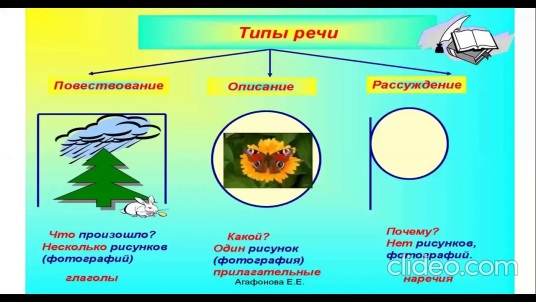 Типы речи
Повествование
Описание
Рассуждение
Что произошло?
Несколько рисунков
(фотографий)
глаголы
Какой?
Один рисунок
(фотография)
прилагательные
Агафонова Е.Е.
Почему?
Нет рисунков,
фотографий.
наречия
clideo.com